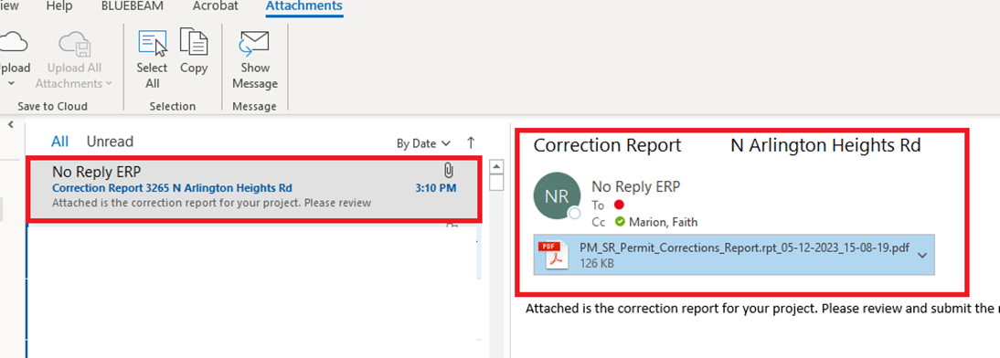 iew Help BLUEBEAM Acrobat Attachments
Upload
Upload All Attachments
Select All
Copy
Show Message
Save to Cloud Selection Message
All Unread By Date
No Reply ERP
Correction Report 3265 N Arlington Heights Rd 3:10 PM
Attached is the correction report for your project. Please review
Correction Report N Arlington Heights Rd
NR
No Reply ERP
To
Cc Marion, Faith
PDF
PM_SR_Permit_Corrections_Report.rpt_05-12-2023_15-08-19.pdf
126 KB
Attached is the correction report for your project. Please review and submit the